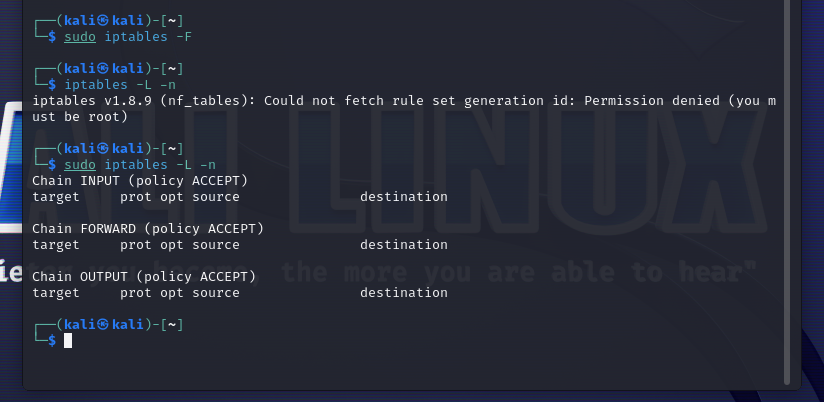 ┌──(kali㉿kali)-[~]
└─$ sudo iptables -F
┌──(kali㉿kali)-[~]
└─$ iptables -L -n
iptables v1.8.9 (nf_tables): Could not fetch rule set generation id: Permission denied (you m
ust be root)
┌──(kali㉿kali)-[~]
└─$ sudo iptables -L -n
Chain INPUT (policy ACCEPT)
target     prot opt source               destination
Chain FORWARD (policy ACCEPT)
target     prot opt source               destination
Chain OUTPUT (policy ACCEPT)
target     prot opt source               destination
┌──(kali㉿kali)-[~]
└─$
ALI LINUX
, the more you are able to hear"